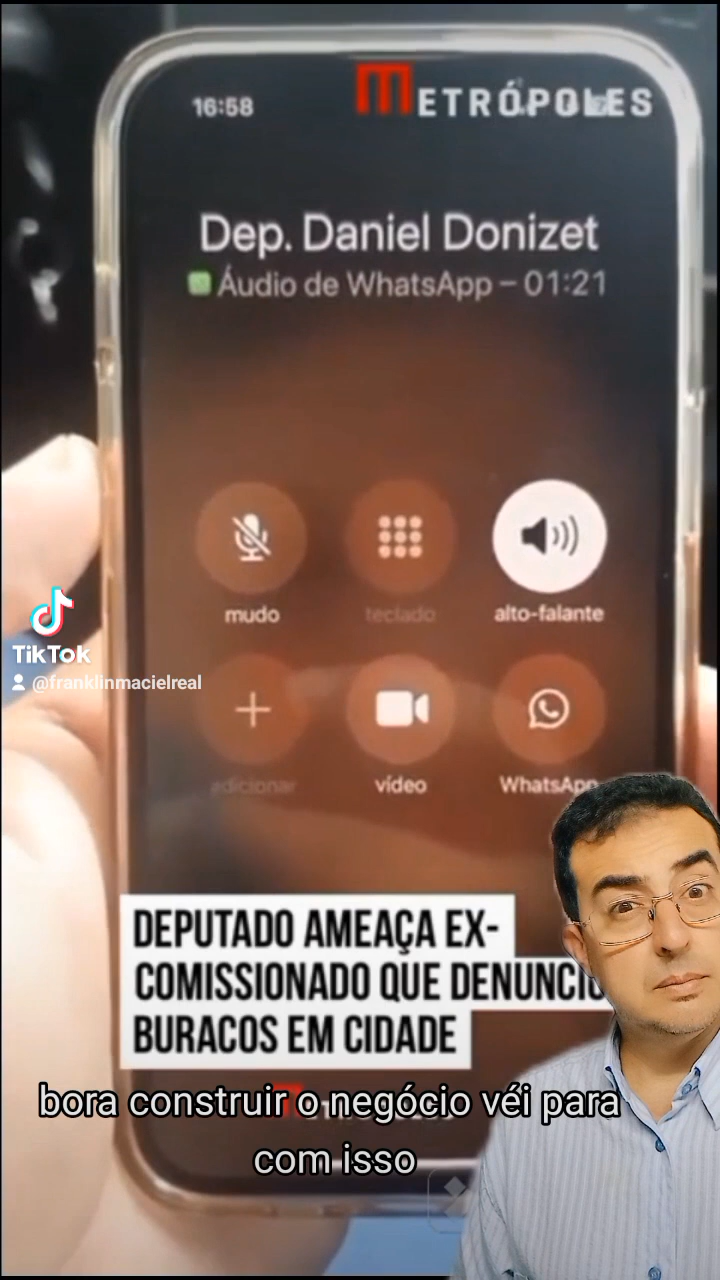 16:58
METRÓPOLES
Dep. Daniel Donizet
Áudio de WhatsApp – 01:21
mudo
teclado
alto-falante
adicionar
vídeo
WhatsApp
TikTok
@franklinmacielreal
DEPUTADO AMEAÇA EX-
COMISSIONADO QUE DENUNCIO
BURACOS EM CIDADE
bora construir o negócio véi para
com isso